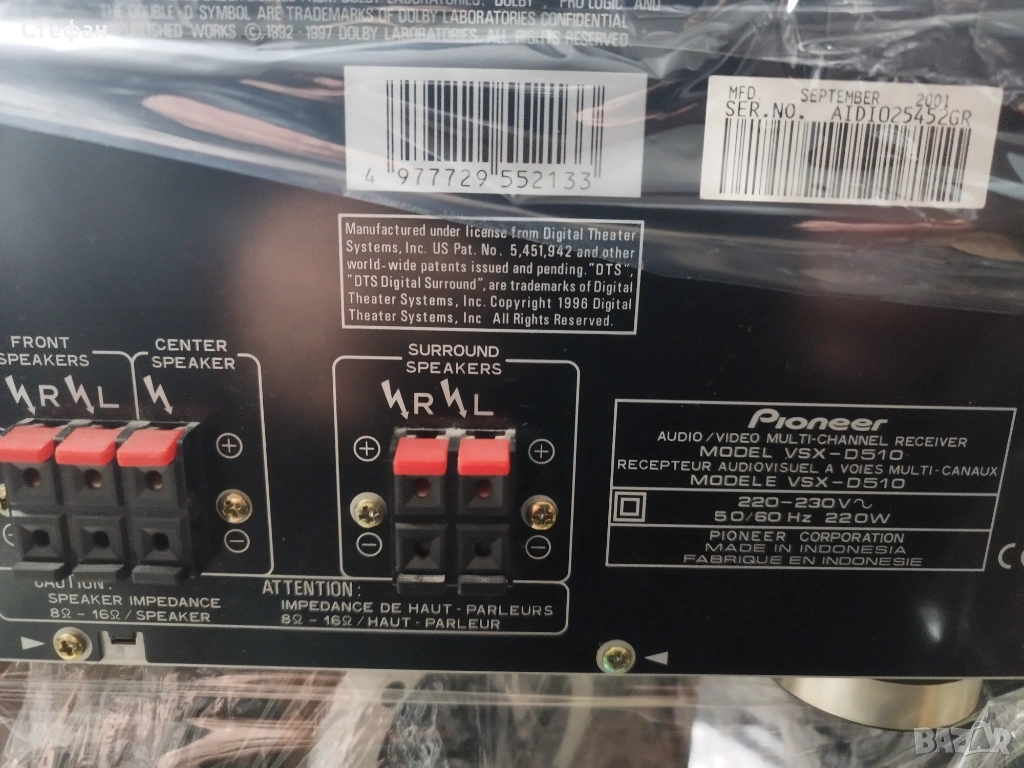 Стефан
THE DOUBLE-D SYMBOL ARE TRADEMARKS OF DOLBY LABORATORIES. CONFIDENTIAL
WORKS. © 1992 - 1997 DOLBY LABORATORIES. ALL RIGHTS RESERVED.
4 977729 552133
MFD. SEPTEMBER 2001
SER.NO. AIDI025452GR
Manufactured under license from Digital Theater
Systems, Inc. US Pat. No. 5,451,942 and other
world-wide patents issued and pending. "DTS",
"DTS Digital Surround", are trademarks of Digital
Theater Systems, Inc. Copyright 1996 Digital
Theater Systems, Inc All Rights Reserved.
FRONT
SPEAKERS
R L
CENTER
SPEAKER
SURROUND
SPEAKERS
R L
+ + +
- - -
CAUTION:
SPEAKER IMPEDANCE
8Ω - 16Ω / SPEAKER
ATTENTION:
IMPEDANCE DE HAUT - PARLEURS
8Ω - 16Ω / HAUT - PARLEUR
Pioneer
AUDIO/VIDEO MULTI-CHANNEL RECEIVER
MODEL VSX-D510
RECEPTEUR AUDIOVISUEL A VOIES MULTI-CANAUX
MODELE VSX-D510
220-230V~
50/60 Hz 220W
PIONEER CORPORATION
MADE IN INDONESIA
FABRIQUE EN INDONESIE
BAZAR